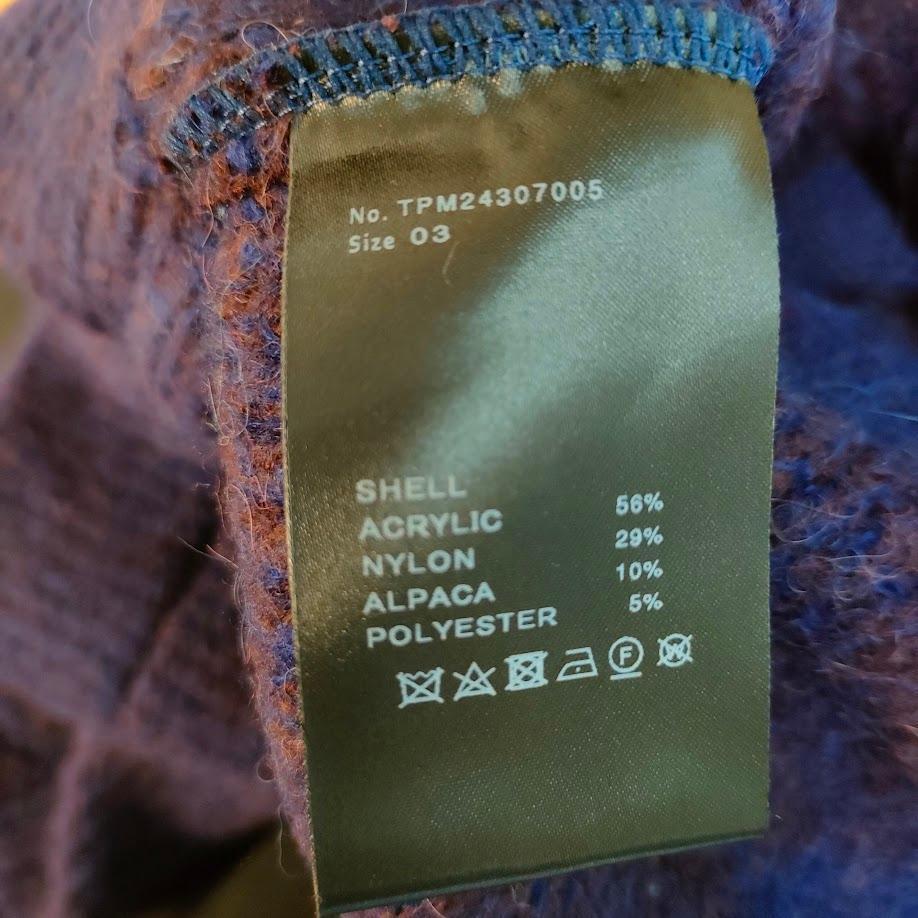 No. TPM24307005
Size 03
SHELL
ACRYLIC 56%
NYLON 29%
ALPACA 10%
POLYESTER 5%
F W